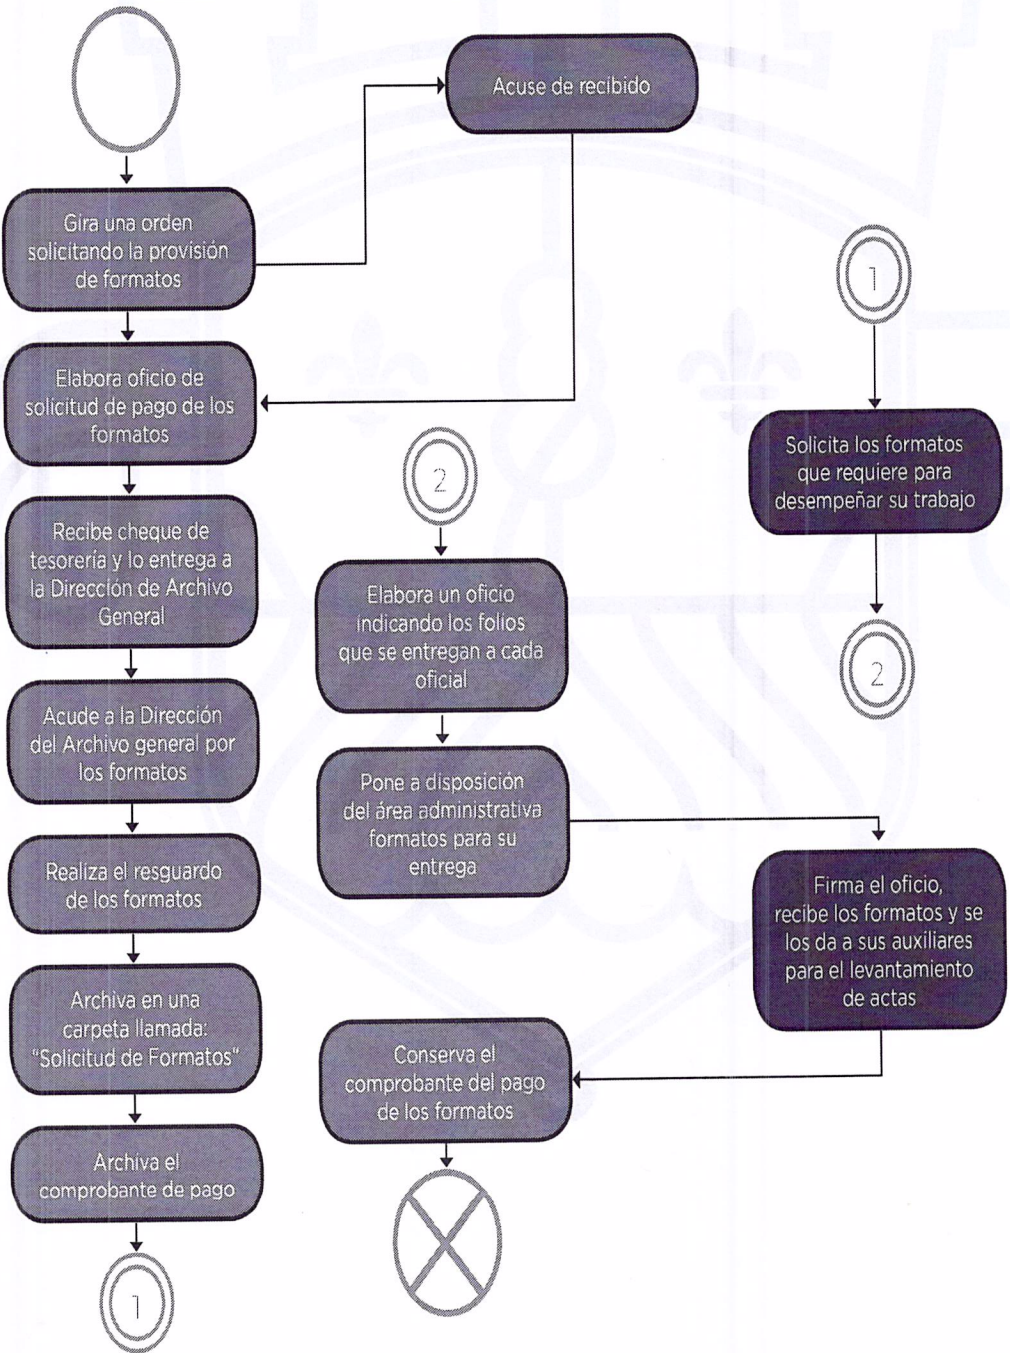 Acuse de recibido
Gira una orden
solicitando la provisión
de formatos
Elabora oficio de
solicitud de pago de los
formatos
Recibe cheque de
tesorería y lo entrega a
la Dirección de Archivo
General
Acude a la Dirección
del Archivo general por
los formatos
Realiza el resguardo
de los formatos
Archiva en una
carpeta llamada:
"Solicitud de Formatos"
Archiva el
comprobante de pago
1
1
Solicita los formatos
que requiere para
desempeñar su trabajo
2
2
Elabora un oficio
indicando los folios
que se entregan a cada
oficial
Pone a disposición
del área administrativa
formatos para su
entrega
Firma el oficio,
recibe los formatos y se
los da a sus auxiliares
para el levantamiento
de actas
Conserva el
comprobante del pago
de los formatos